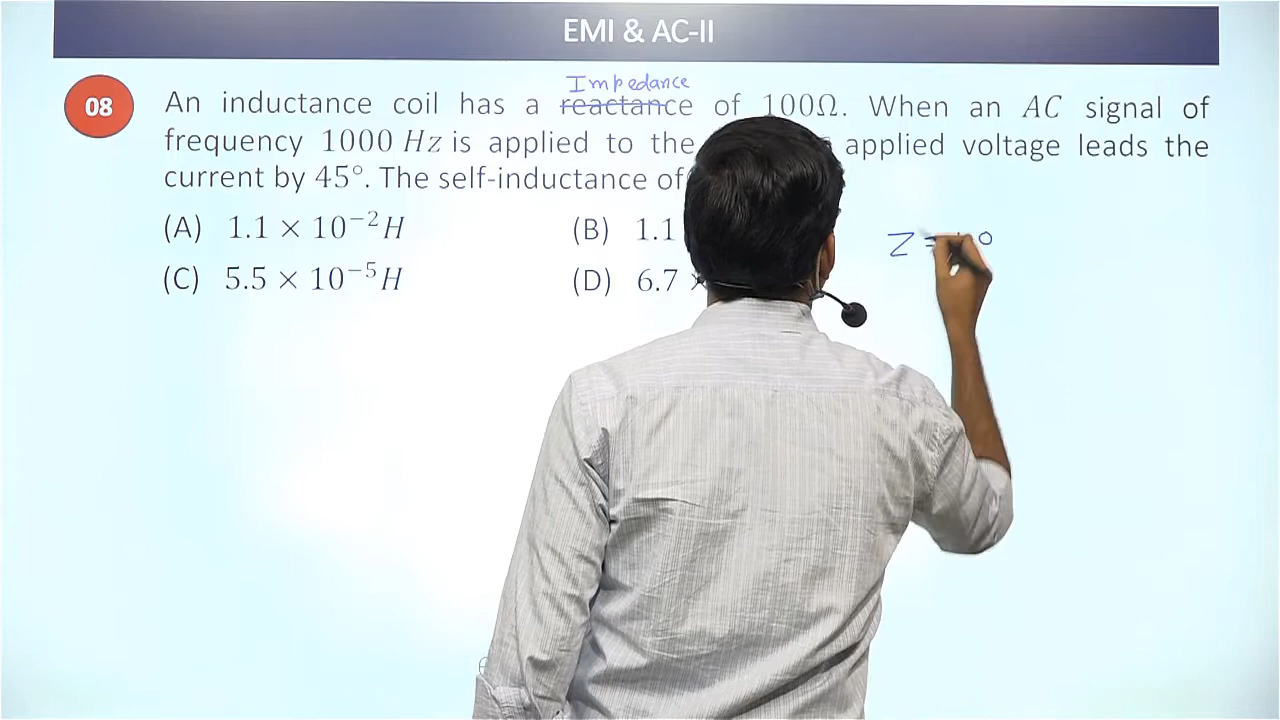 EMI & AC-II
Impedance
08 An inductance coil has a reactance of 100Ω. When an AC signal of
frequency 1000 Hz is applied to the applied voltage leads the
current by 45°. The self-inductance of
(A) 1.1 × 10⁻² H (B) 1.1
(C) 5.5 × 10⁻⁵ H (D) 6.7 ×
Z =